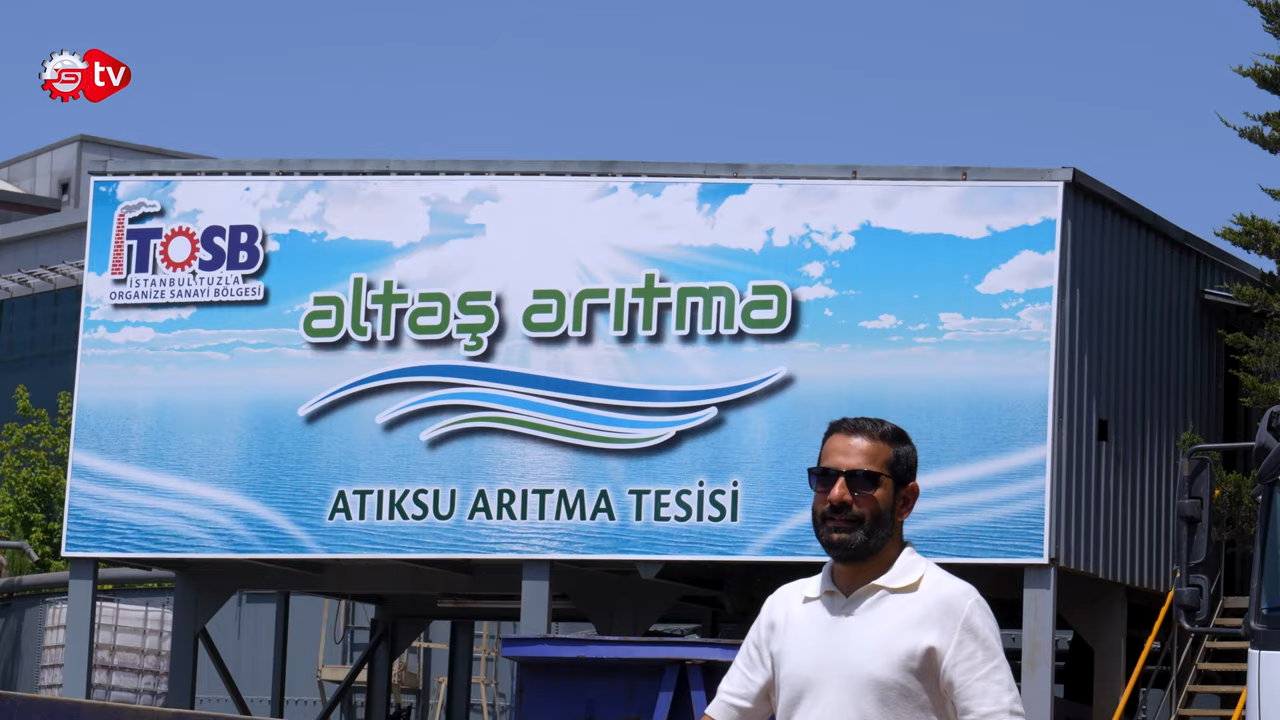 tv
TOSB
İSTANBUL TUZLA
ORGANİZE SANAYİ BÖLGESİ
altaş arıtma
ATIKSU ARITMA TESİSİ